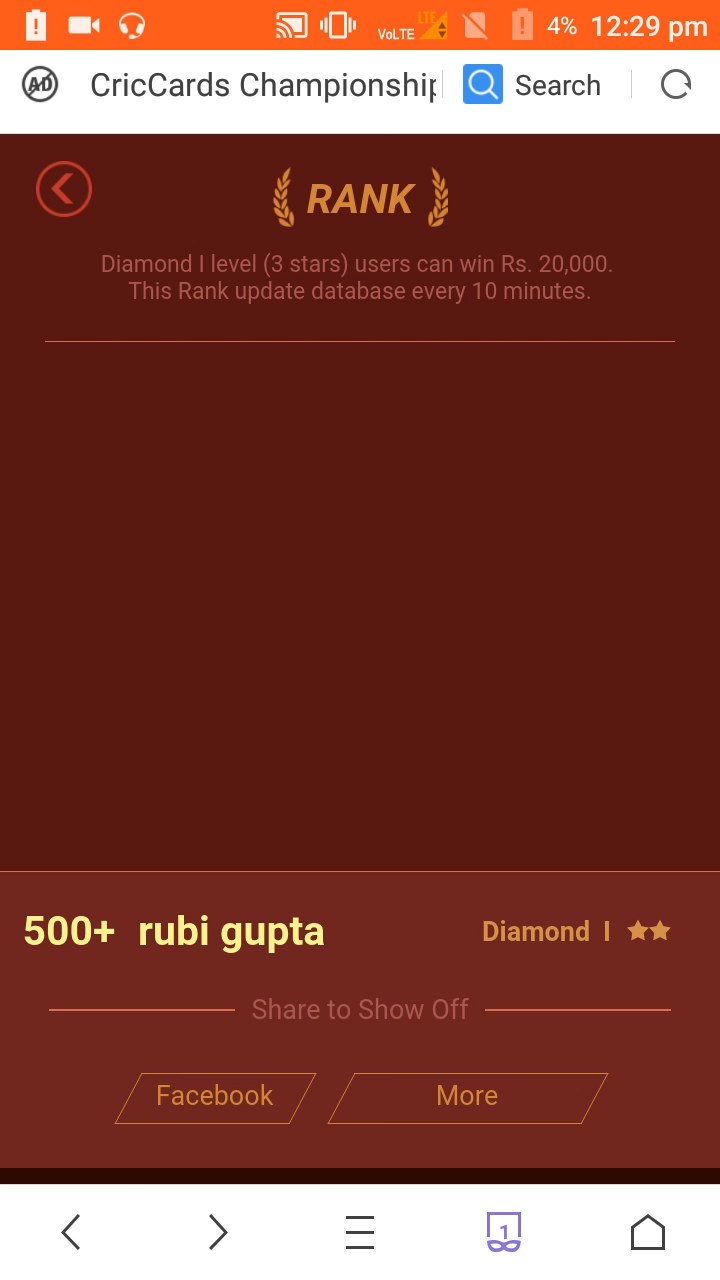 VoLTE LTE 4% 12:29 pm
AD CricCards Championship Search
RANK
Diamond I level (3 stars) users can win Rs. 20,000.
This Rank update database every 10 minutes.
500+ rubi gupta Diamond I
Share to Show Off
Facebook More
1